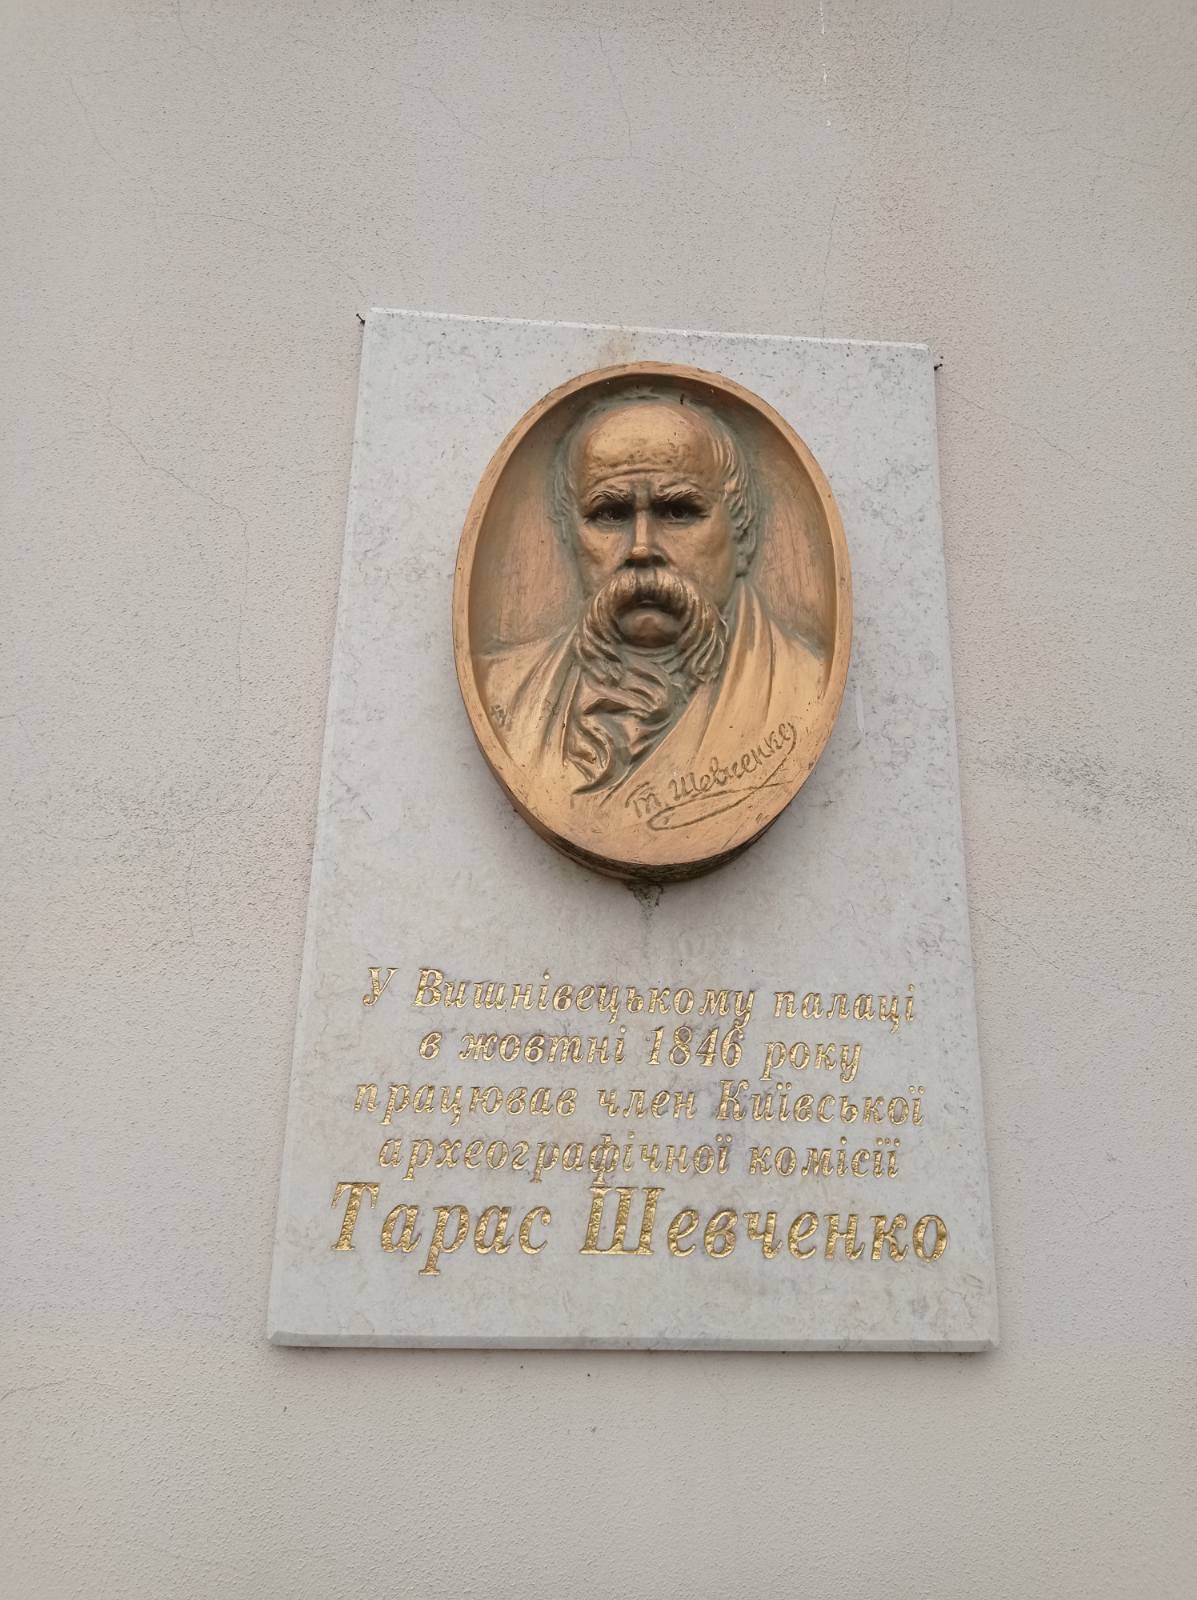 Т. Шевченко
У Вишнівецькому палаці
в жовтні 1846 року
працював член Київської
археографічної комісії
Тарас Шевченко